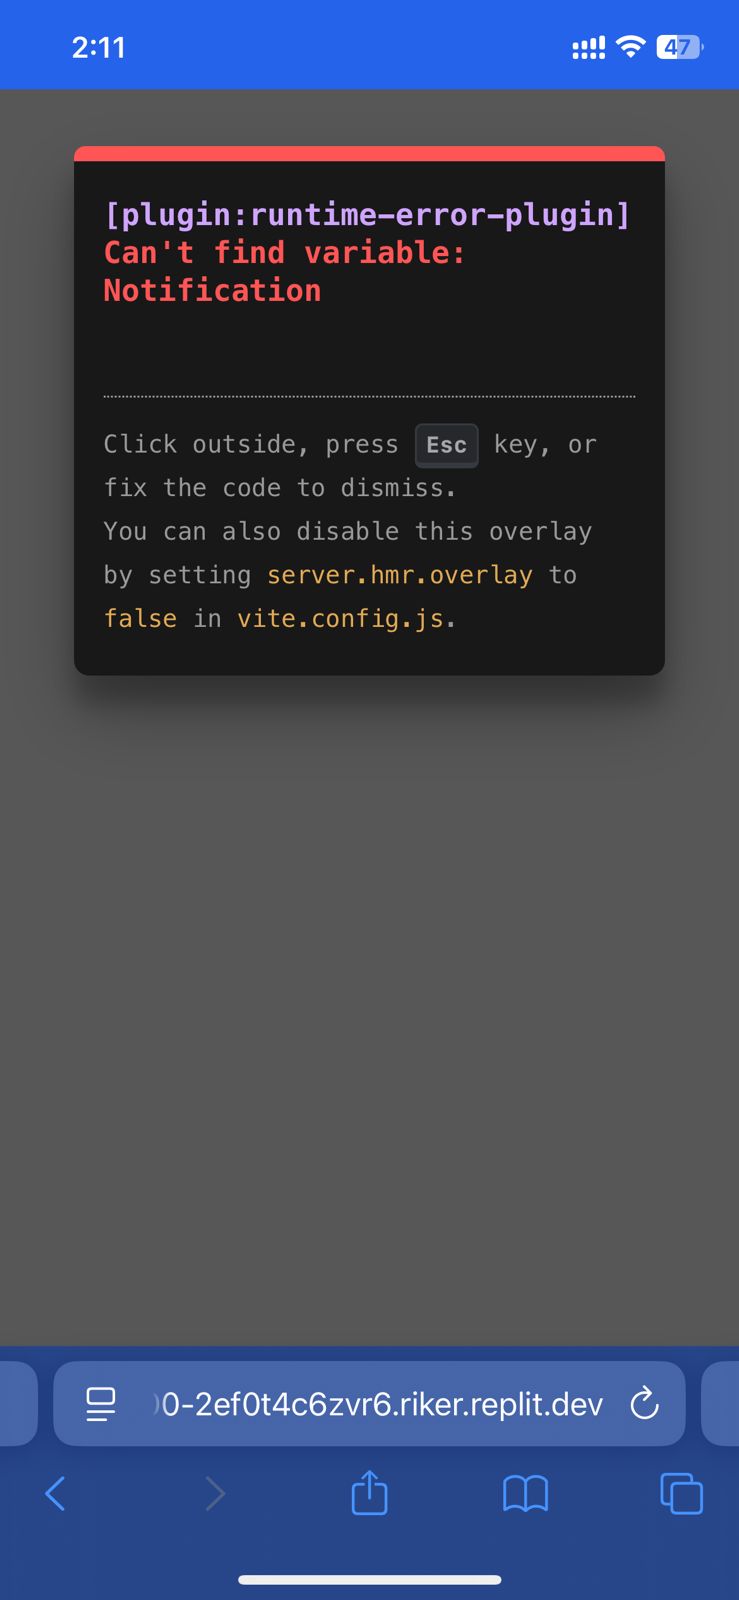 2:11
47
[plugin:runtime-error-plugin]
Can't find variable:
Notification
Click outside, press Esc key, or
fix the code to dismiss.
You can also disable this overlay
by setting server.hmr.overlay to
false in vite.config.js.
0-2ef0t4c6zvr6.riker.replit.dev